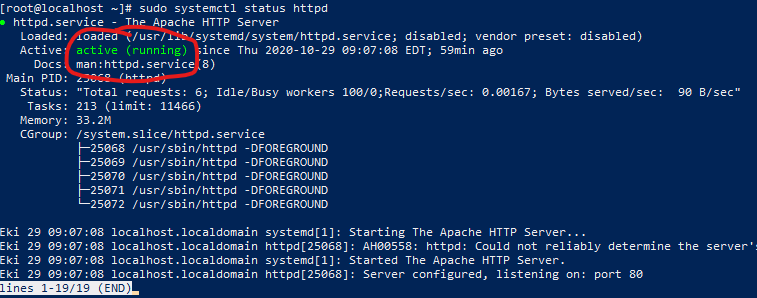 [root@localhost ~]# sudo systemctl status httpd
● httpd.service - The Apache HTTP Server
Loaded: loaded (/usr/lib/systemd/system/httpd.service; disabled; vendor preset: disabled)
Active: active (running) since Thu 2020-10-29 09:07:08 EDT; 59min ago
Docs: man:httpd.service(8)
Main PID: 25068 (httpd)
Status: "Total requests: 6; Idle/Busy workers 100/0;Requests/sec: 0.00167; Bytes served/sec:  90 B/sec"
Tasks: 213 (limit: 11466)
Memory: 33.2M
CGroup: /system.slice/httpd.service
├─25068 /usr/sbin/httpd -DFOREGROUND
├─25069 /usr/sbin/httpd -DFOREGROUND
├─25070 /usr/sbin/httpd -DFOREGROUND
├─25071 /usr/sbin/httpd -DFOREGROUND
└─25072 /usr/sbin/httpd -DFOREGROUND
Eki 29 09:07:08 localhost.localdomain systemd[1]: Starting The Apache HTTP Server...
Eki 29 09:07:08 localhost.localdomain httpd[25068]: AH00558: httpd: Could not reliably determine the server's
Eki 29 09:07:08 localhost.localdomain systemd[1]: Started The Apache HTTP Server.
Eki 29 09:07:08 localhost.localdomain httpd[25068]: Server configured, listening on: port 80
lines 1-19/19 (END)